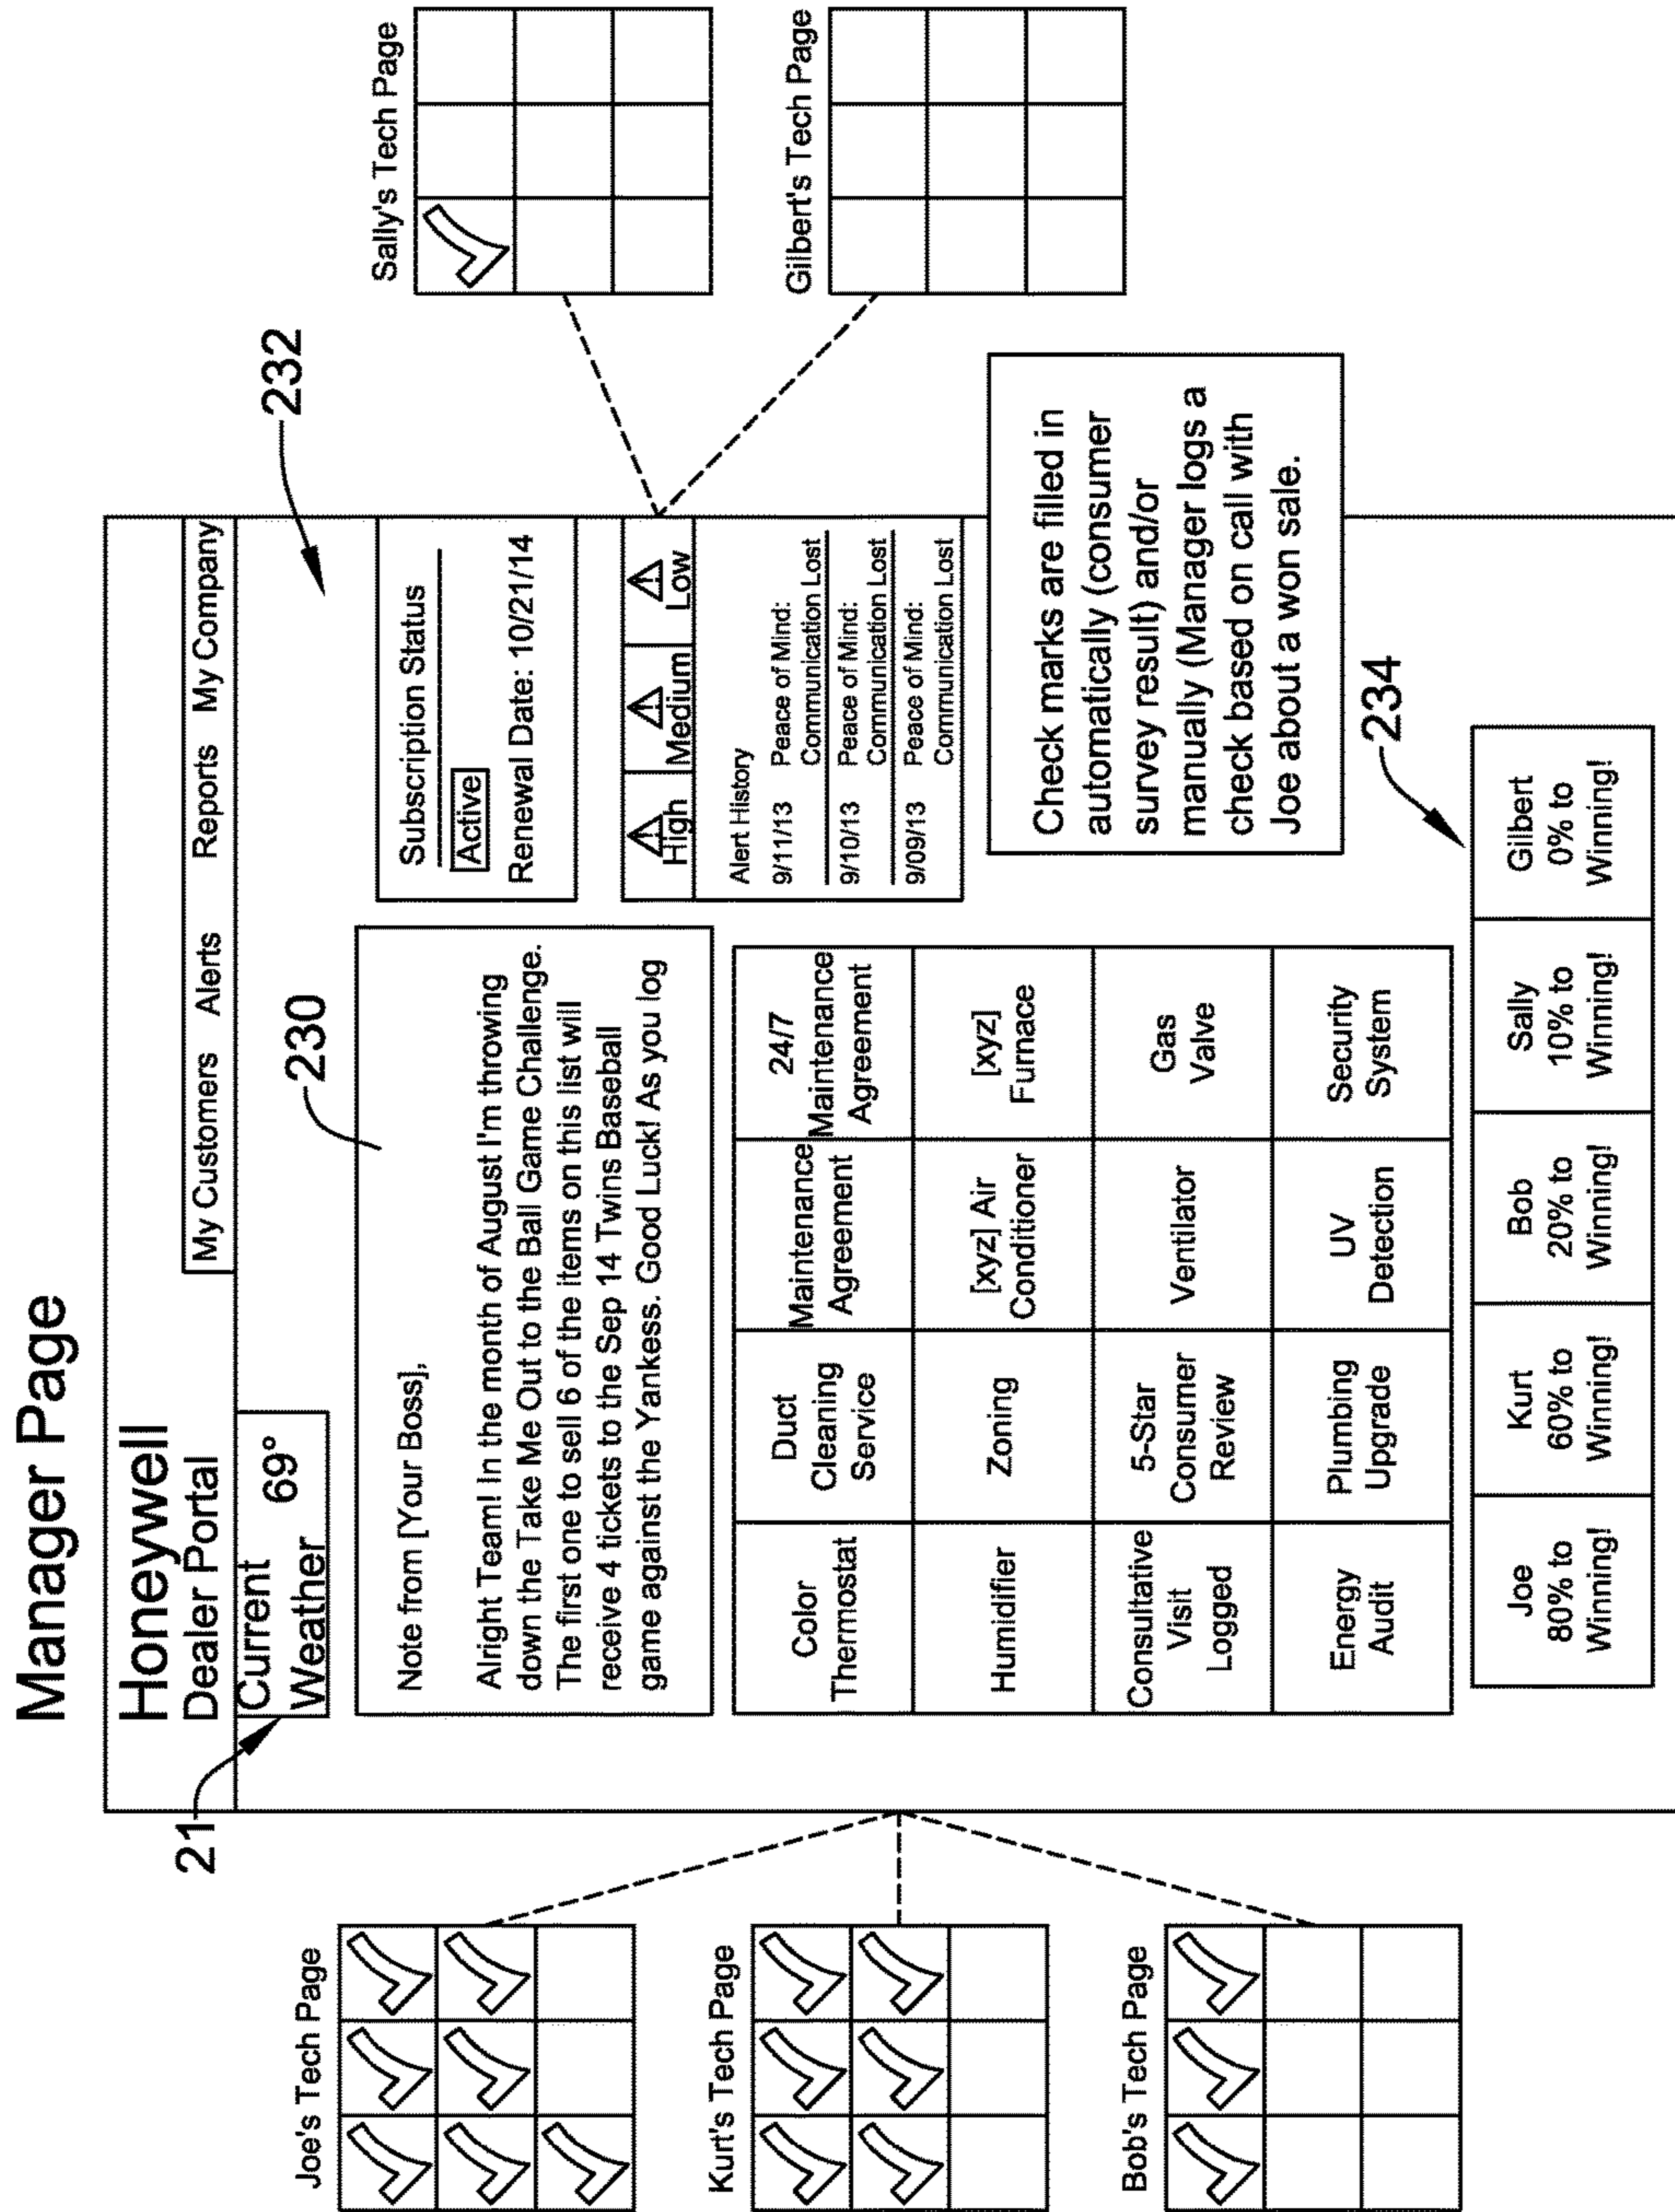 Manager Page
Honeywell
Dealer Portal
My Customers Alerts Reports My Company
Current
Weather
69°
21
230
232
Note from [Your Boss],
Alright Team! In the month of August I'm throwing
down the Take Me Out to the Ball Game Challenge.
The first one to sell 6 of the items on this list will
receive 4 tickets to the Sep 14 Twins Baseball
game against the Yankess. Good Luck! As you log
Subscription Status
Active
Renewal Date: 10/21/14
High
Medium
Low
Alert History
9/11/13 Peace of Mind:
Communication Lost
9/10/13 Peace of Mind:
Communication Lost
9/09/13 Peace of Mind:
Communication Lost
Color
Thermostat
Duct
Cleaning
Service
Maintenance
Agreement
24/7
Maintenance
Agreement
Humidifier
Zoning
[xyz] Air
Conditioner
[xyz]
Furnace
Consultative
Visit
Logged
5-Star
Consumer
Review
Ventilator
Gas
Valve
Energy
Audit
Plumbing
Upgrade
UV
Detection
Security
System
Check marks are filled in
automatically (consumer
survey result) and/or
manually (Manager logs a
check based on call with
Joe about a won sale.
234
Joe
80% to
Winning!
Kurt
60% to
Winning!
Bob
20% to
Winning!
Sally
10% to
Winning!
Gilbert
0% to
Winning!
Joe's Tech Page
Kurt's Tech Page
Bob's Tech Page
Sally's Tech Page
Gilbert's Tech Page